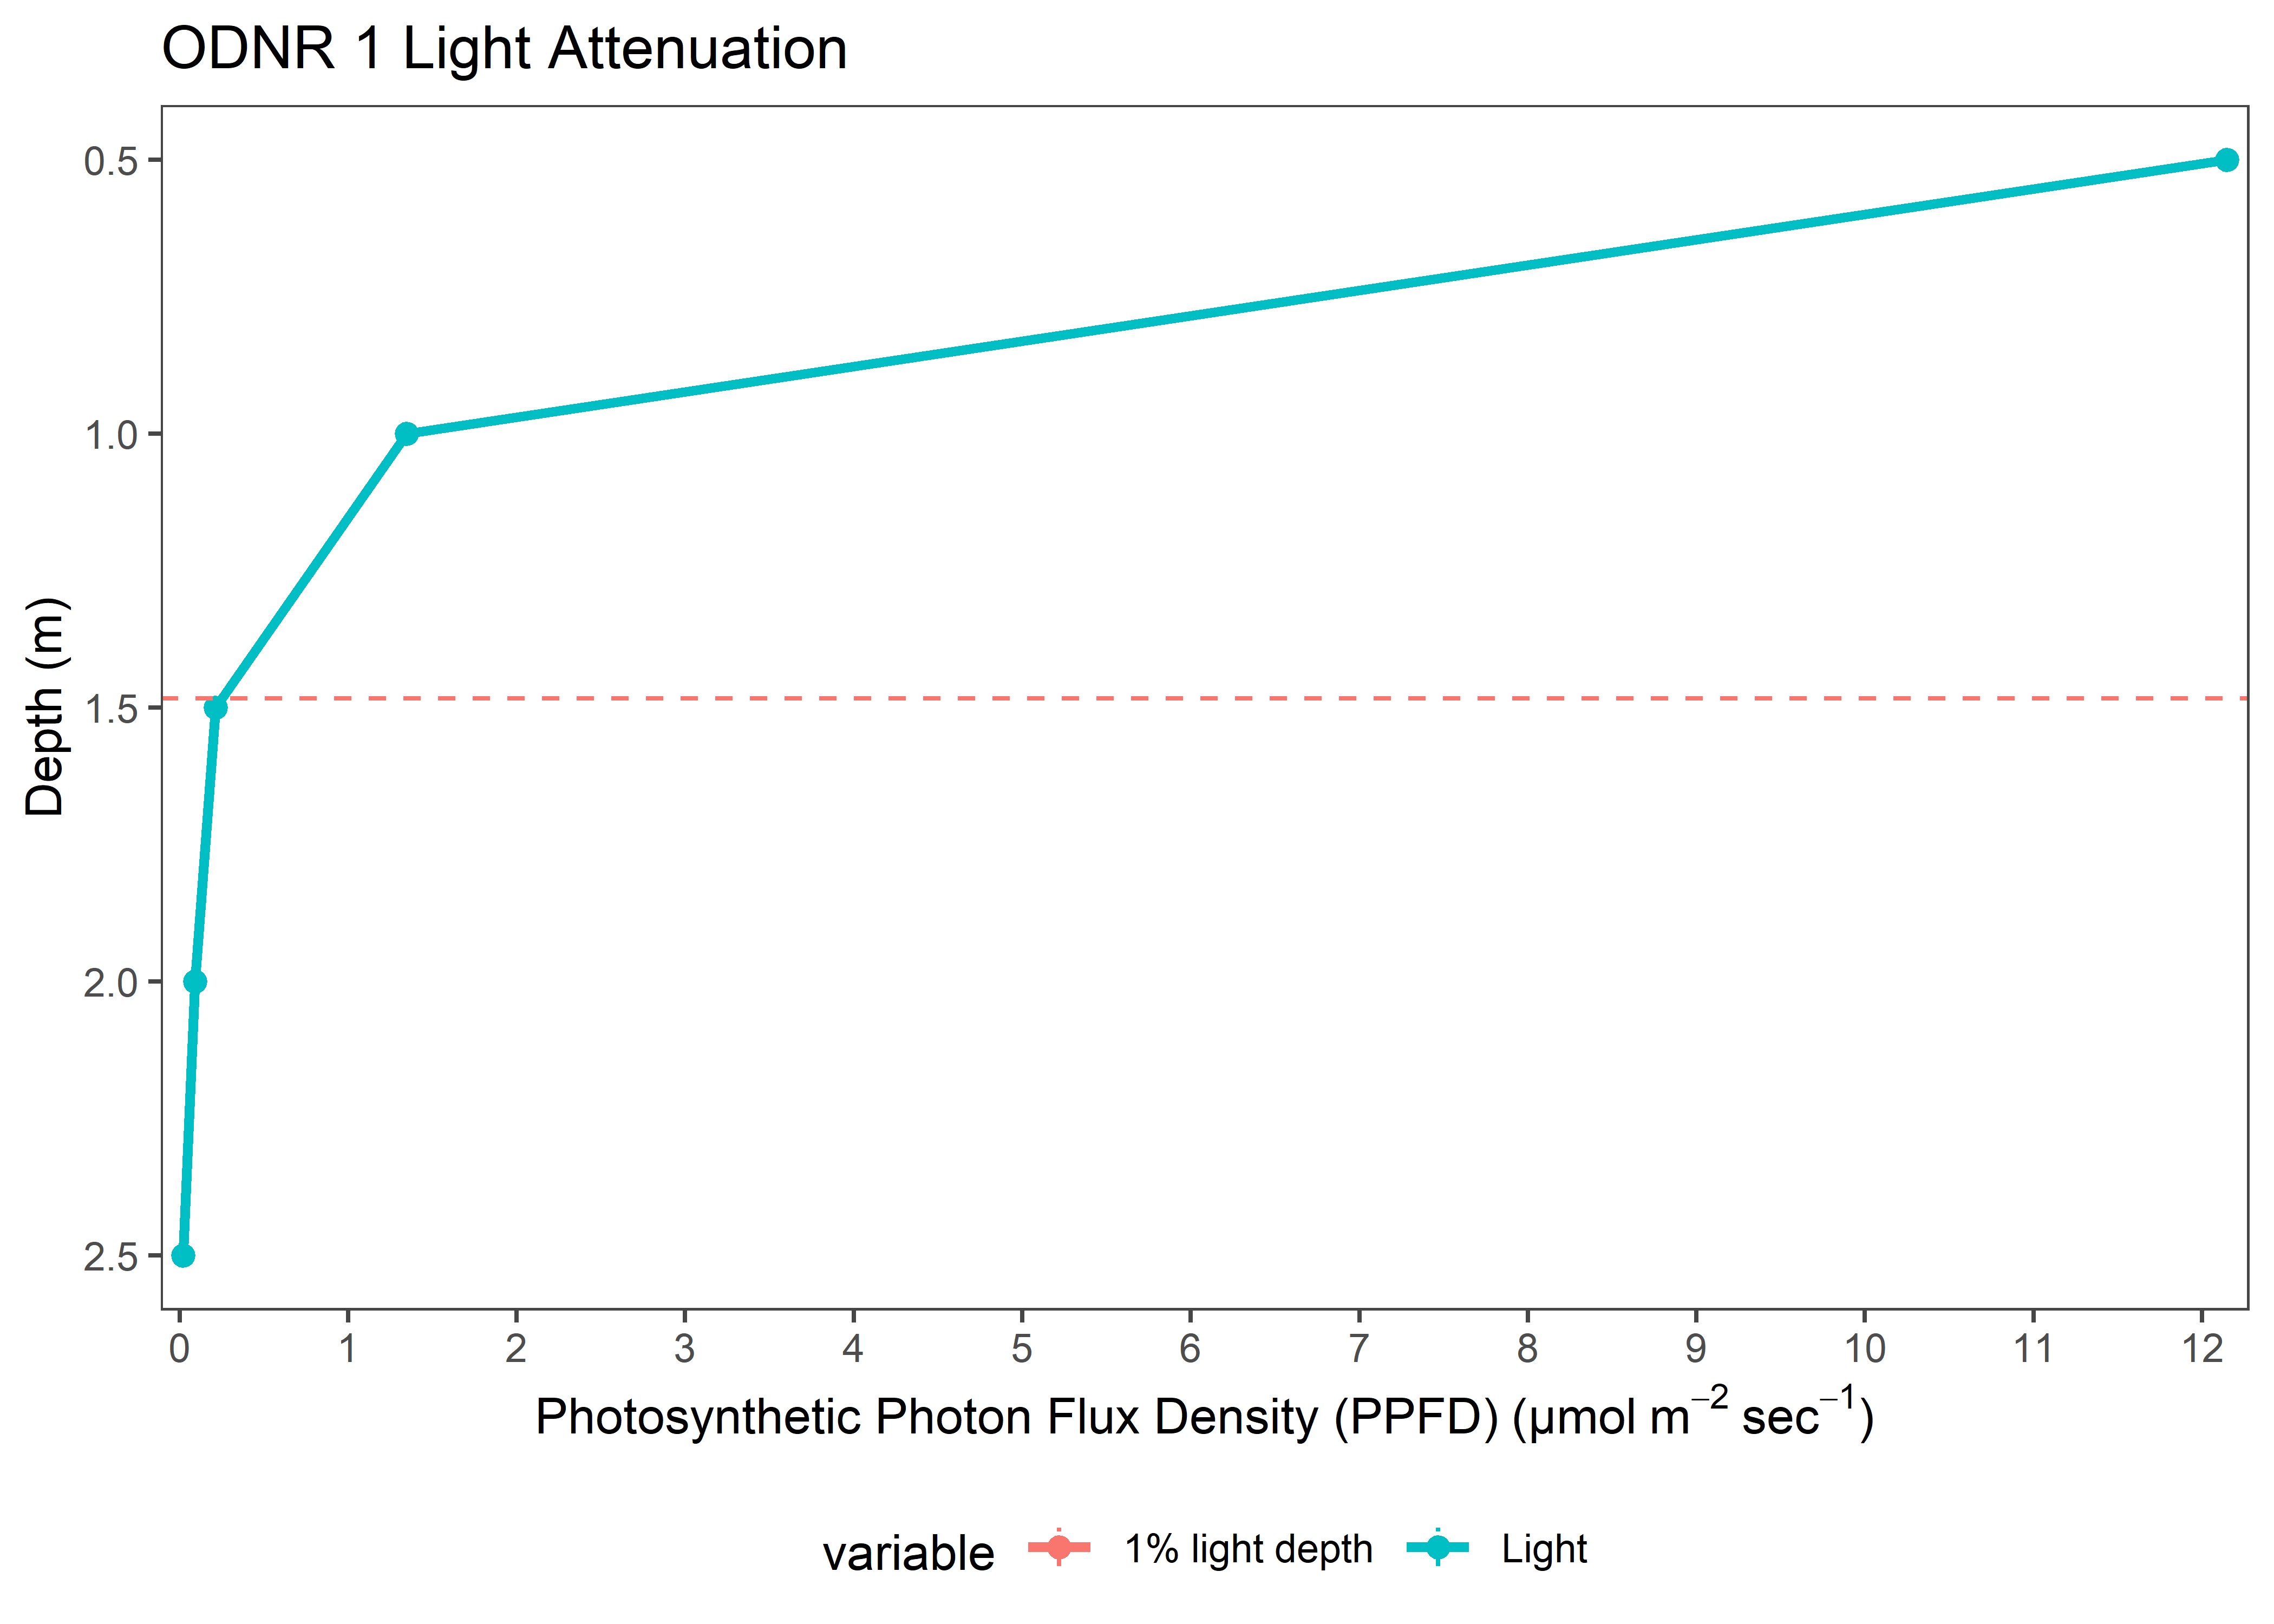 ODNR 1 Light Attenuation
Depth (m)
0.5
1.0
1.5
2.0
2.5
0 1 2 3 4 5 6 7 8 9 10 11 12
Photosynthetic Photon Flux Density (PPFD) (µmol m⁻² sec⁻¹)
variable 1% light depth Light